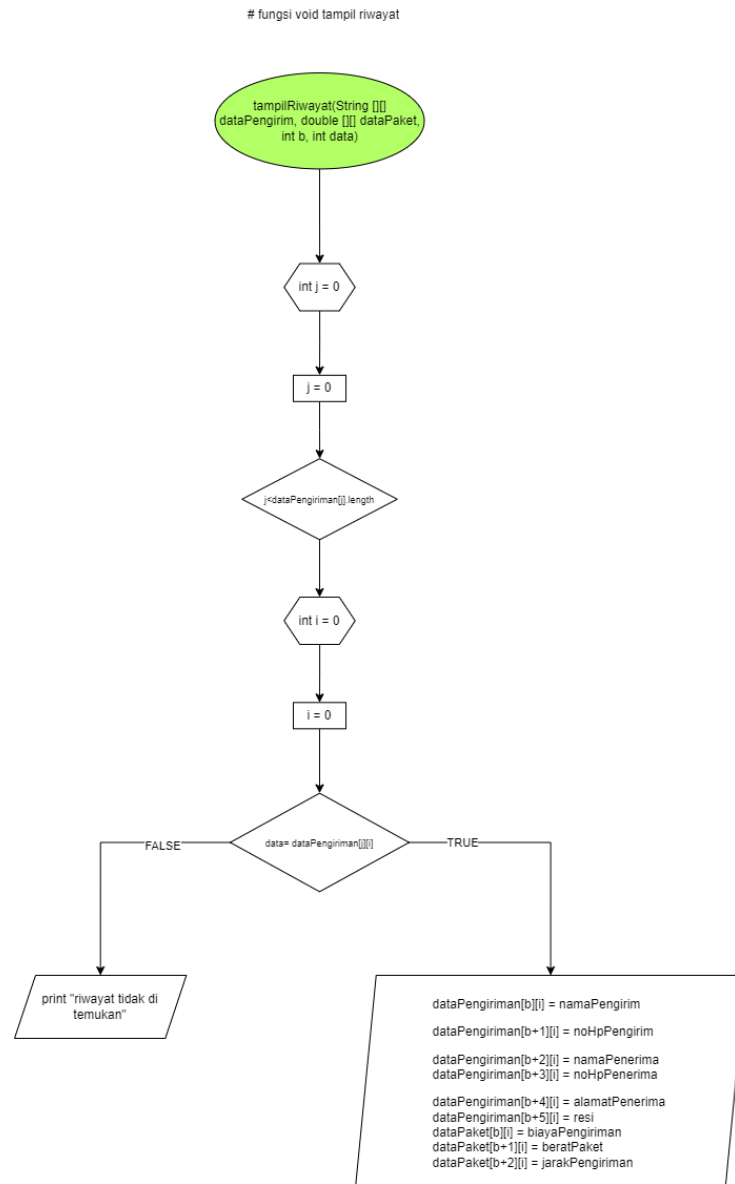 # fungsi void tampil riwayat
tampilRiwayat(String [][]
dataPengirim, double [][] dataPaket,
int b, int data)
int j = 0
j = 0
j<dataPengiriman[j].length
int i = 0
i = 0
data= dataPengiriman[j][i]
FALSE
TRUE
print "riwayat tidak di
temukan"
dataPengiriman[b][i] = namaPengirim
dataPengiriman[b+1][i] = noHpPengirim
dataPengiriman[b+2][i] = namaPenerima
dataPengiriman[b+3][i] = noHpPenerima
dataPengiriman[b+4][i] = alamatPenerima
dataPengiriman[b+5][i] = resi
dataPaket[b][i] = biayaPengiriman
dataPaket[b+1][i] = beratPaket
dataPaket[b+2][i] = jarakPengiriman